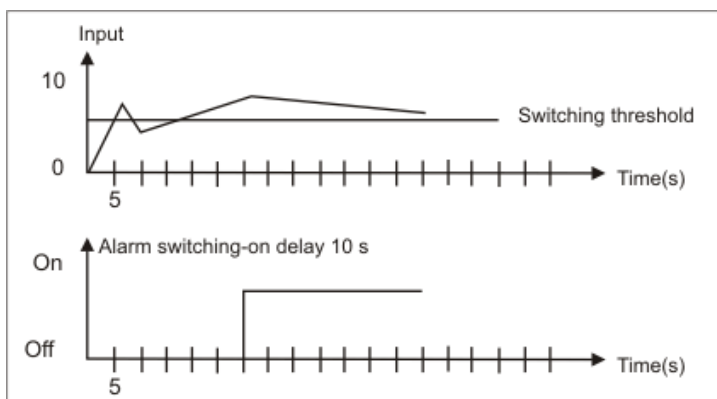 Input
10
Switching threshold
0
Time(s)
5
Alarm switching-on delay 10 s
On
Off
Time(s)
5